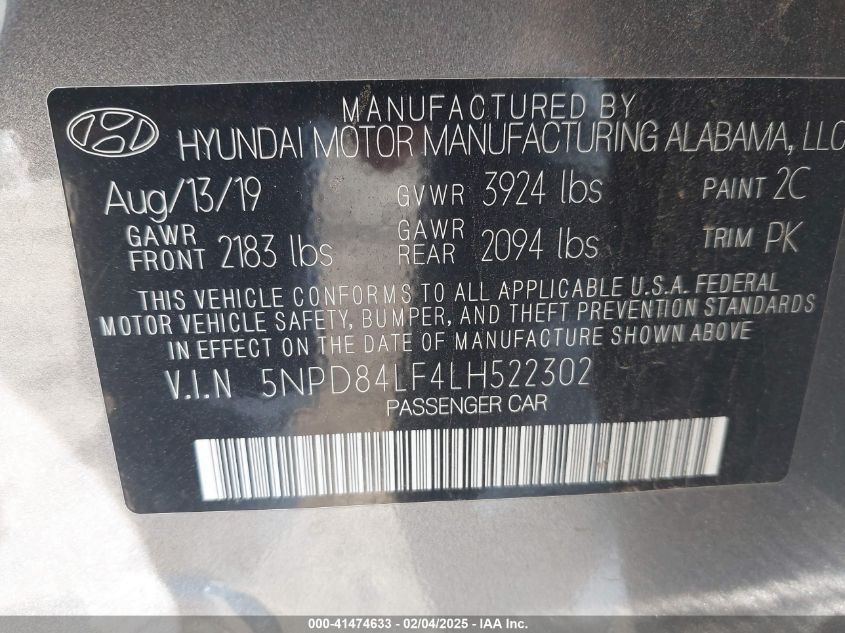 MANUFACTURED BY
HYUNDAI MOTOR MANUFACTURING ALABAMA, LLC
Aug/13/19 GVWR 3924 lbs PAINT 2C
GAWR FRONT 2183 lbs GAWR REAR 2094 lbs TRIM PK
THIS VEHICLE CONFORMS TO ALL APPLICABLE U.S.A. FEDERAL
MOTOR VEHICLE SAFETY, BUMPER, AND THEFT PREVENTION STANDARDS
IN EFFECT ON THE DATE OF MANUFACTURE SHOWN ABOVE
V.I.N 5NPD84LF4LH522302
PASSENGER CAR
000-41474633 - 02/04/2025 - IAA Inc.